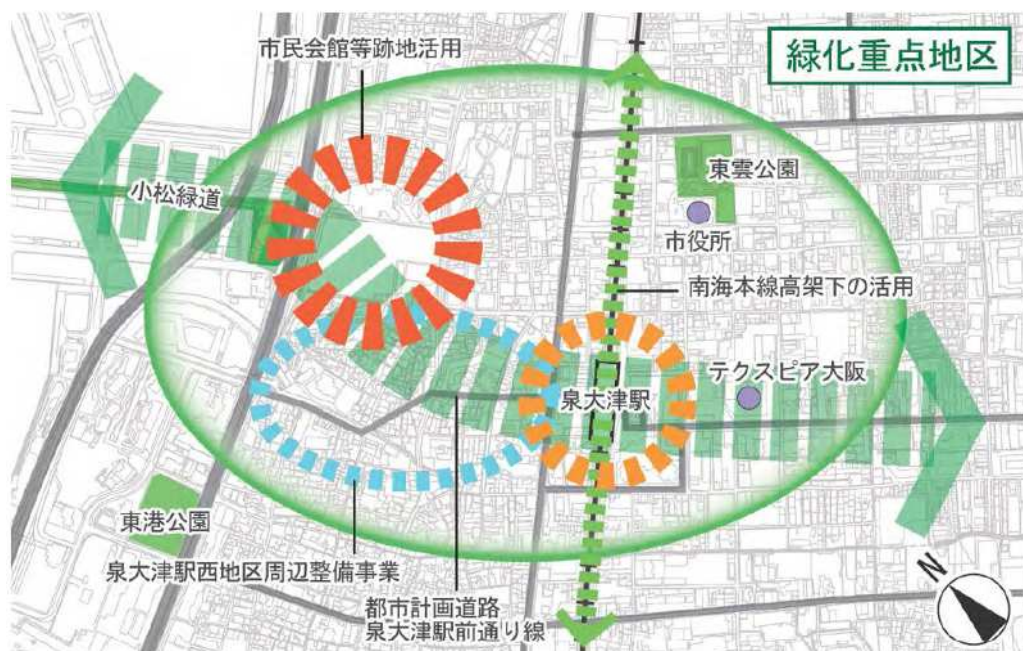 市民会館等跡地活用
緑化重点地区
東雲公園
小松緑道
市役所
南海本線高架下の活用
テクスピア大阪
泉大津駅
東港公園
泉大津駅西地区周辺整備事業
都市計画道路
泉大津駅前通り線
N